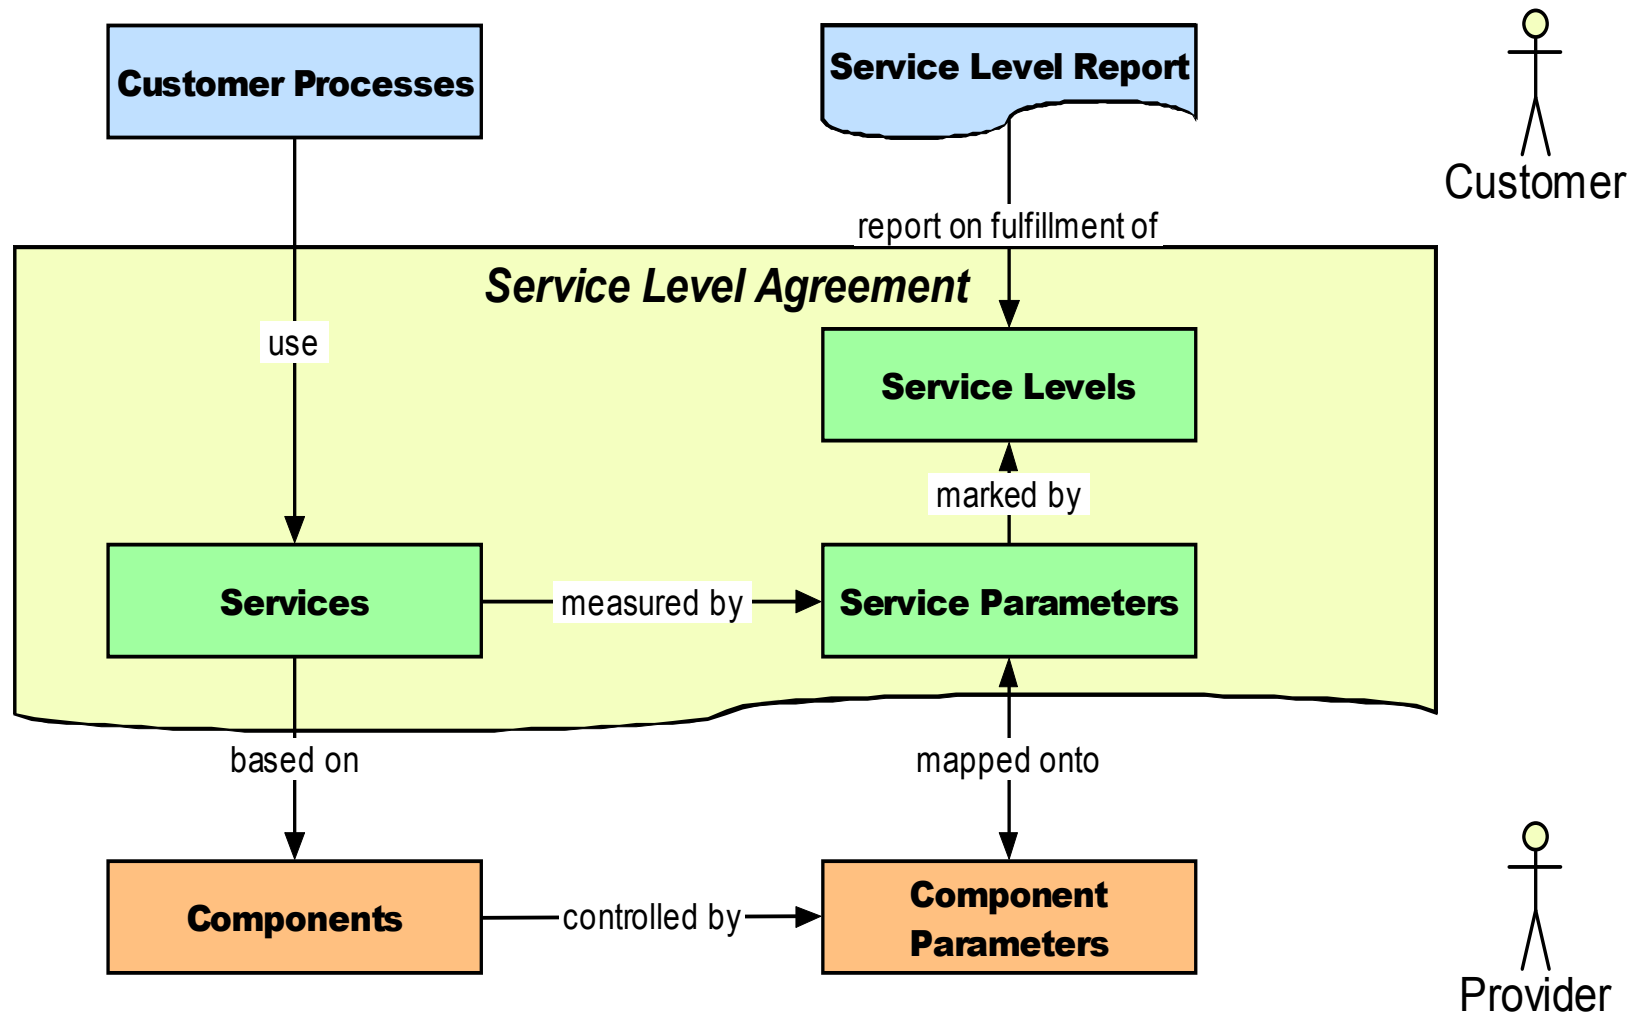 Customer Processes
Service Level Report
Customer
report on fulfillment of
Service Level Agreement
use
Service Levels
marked by
Services
measured by
Service Parameters
based on
mapped onto
Components
controlled by
Component
Parameters
Provider